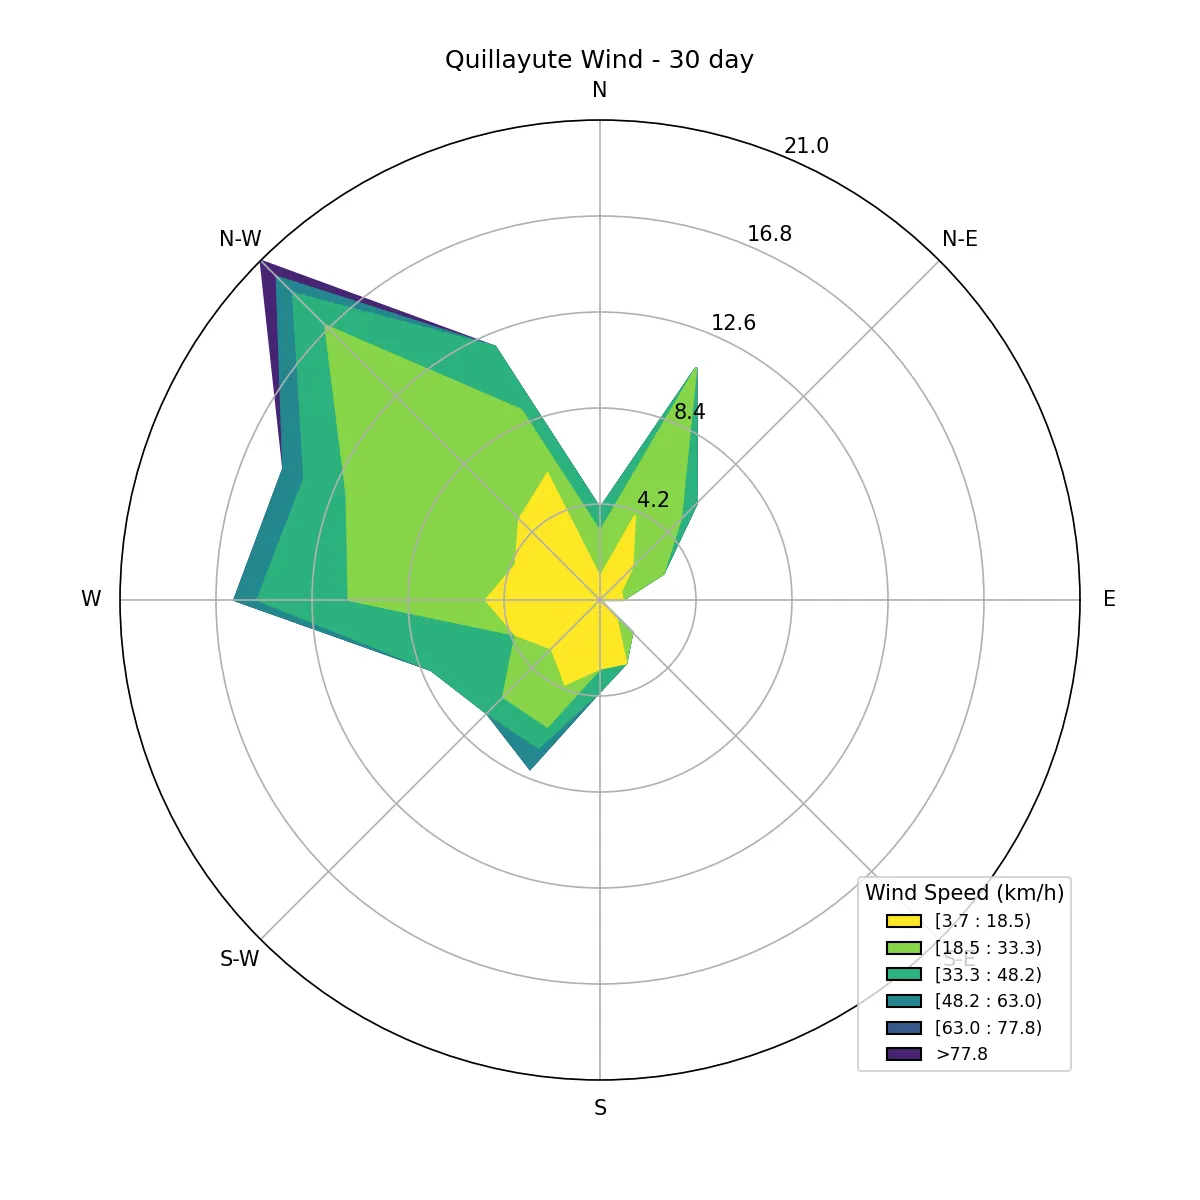 Quillayute Wind - 30 day
N
21.0
16.8
N-W
N-E
12.6
8.4
4.2
W
E
S-W
S-E
Wind Speed (km/h)
[3.7 : 18.5)
[18.5 : 33.3)
[33.3 : 48.2)
[48.2 : 63.0)
[63.0 : 77.8)
>77.8
S